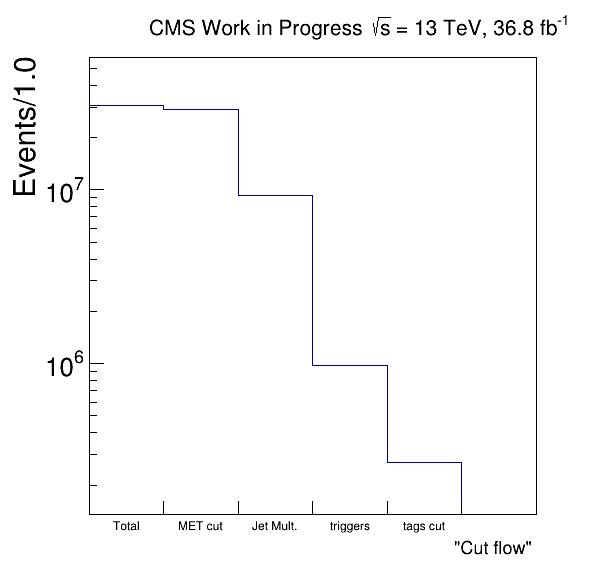 CMS Work in Progress √s = 13 TeV, 36.8 fb⁻¹
Events/1.0
10⁷
10⁶
Total MET cut Jet Mult. triggers tags cut
"Cut flow"